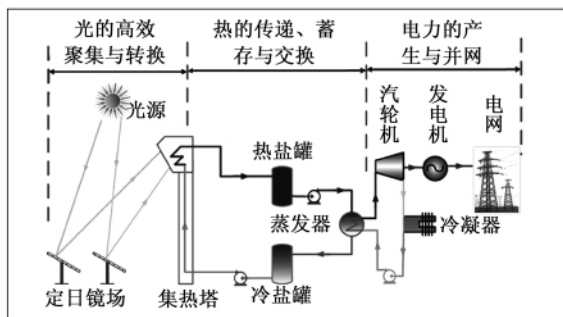 光的高效
聚集与转换
热的传递、蓄
存与交换
电力的产
生与并网
光源
热盐罐
蒸发器
冷盐罐
集热塔
定日镜场
汽轮机
发电机
电网
冷凝器